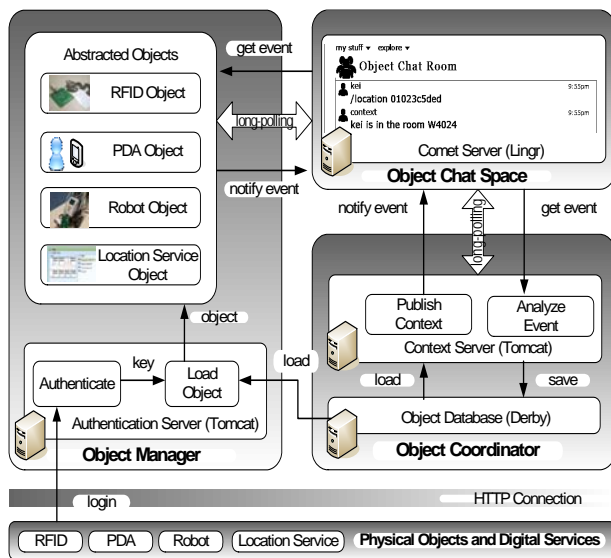 Abstracted Objects
RFID Object
PDA Object
Robot Object
Location Service
Object
get event
long-polling
notify event
my stuff ▾ explore ▾
Object Chat Room
kei 9:55pm
/location 01023c5ded
context 9:55pm
kei is in the room W4024
Comet Server (Lingr)
Object Chat Space
notify event
long-polling
get event
Publish
Context
Analyze
Event
Context Server (Tomcat)
load
save
Object Database (Derby)
Object Coordinator
object
load
Authenticate
key
Load
Object
Authentication Server (Tomcat)
Object Manager
login
HTTP Connection
RFID
PDA
Robot
Location Service
Physical Objects and Digital Services